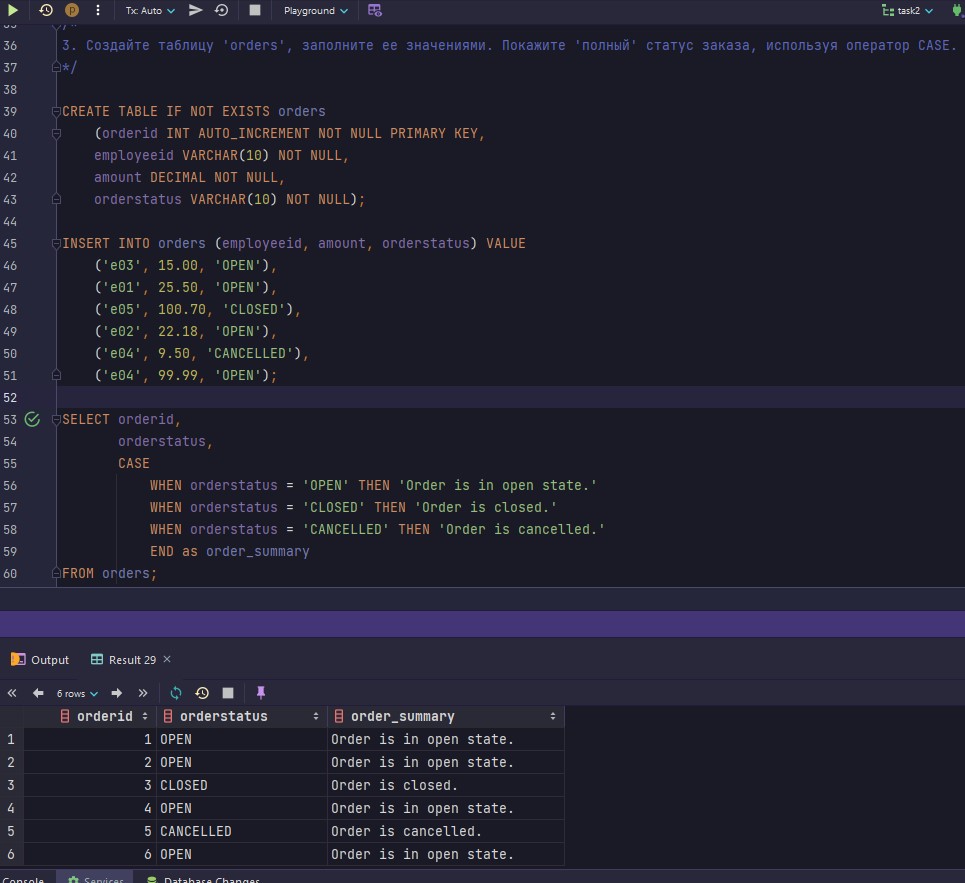 Tx: Auto Playground task2
35 /*
36 3. Создайте таблицу 'orders', заполните ее значениями. Покажите 'полный' статус заказа, используя оператор CASE.
37 */
38
39 CREATE TABLE IF NOT EXISTS orders
40 (orderid INT AUTO_INCREMENT NOT NULL PRIMARY KEY,
41 employeeid VARCHAR(10) NOT NULL,
42 amount DECIMAL NOT NULL,
43 orderstatus VARCHAR(10) NOT NULL);
44
45 INSERT INTO orders (employeeid, amount, orderstatus) VALUE
46 ('e03', 15.00, 'OPEN'),
47 ('e01', 25.50, 'OPEN'),
48 ('e05', 100.70, 'CLOSED'),
49 ('e02', 22.18, 'OPEN'),
50 ('e04', 9.50, 'CANCELLED'),
51 ('e04', 99.99, 'OPEN');
52
53 SELECT orderid,
54 orderstatus,
55 CASE
56 WHEN orderstatus = 'OPEN' THEN 'Order is in open state.'
57 WHEN orderstatus = 'CLOSED' THEN 'Order is closed.'
58 WHEN orderstatus = 'CANCELLED' THEN 'Order is cancelled.'
59 END as order_summary
60 FROM orders;
Output Result 29 ×
6 rows
orderid orderstatus order_summary
1 1 OPEN Order is in open state.
2 2 OPEN Order is in open state.
3 3 CLOSED Order is closed.
4 4 OPEN Order is in open state.
5 5 CANCELLED Order is cancelled.
6 6 OPEN Order is in open state.
Console Services Database Changes